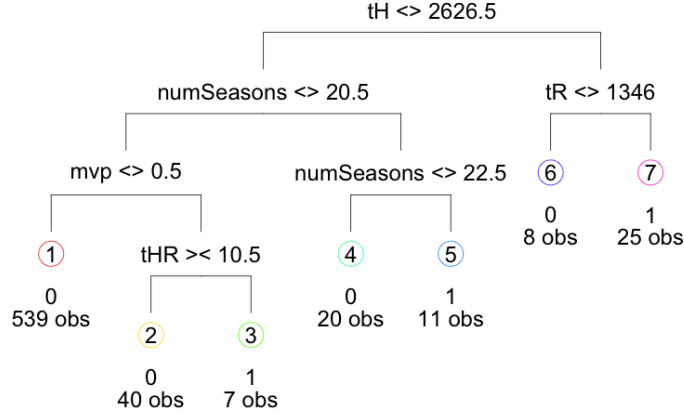 tH <> 2626.5
numSeasons <> 20.5
tR <> 1346
mvp <> 0.5
numSeasons <> 22.5
6
7
0
8 obs
1
25 obs
1
tHR >< 10.5
4
5
0
539 obs
0
20 obs
1
11 obs
2
3
0
40 obs
1
7 obs